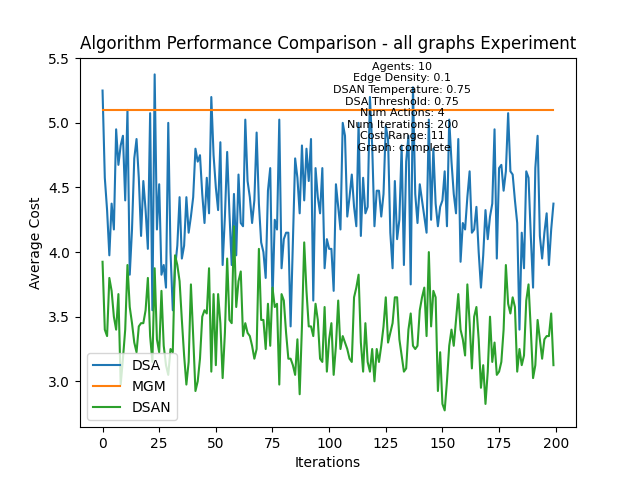 Algorithm Performance Comparison - all graphs Experiment
Agents: 10
Edge Density: 0.1
DSAN Temperature: 0.75
DSA Threshold: 0.75
Num Actions: 4
Num Iterations: 200
Cost Range: 11
Graph: complete
5.5
5.0
4.5
4.0
3.5
3.0
Average Cost
DSA
MGM
DSAN
0
25
50
75
100
125
150
175
200
Iterations